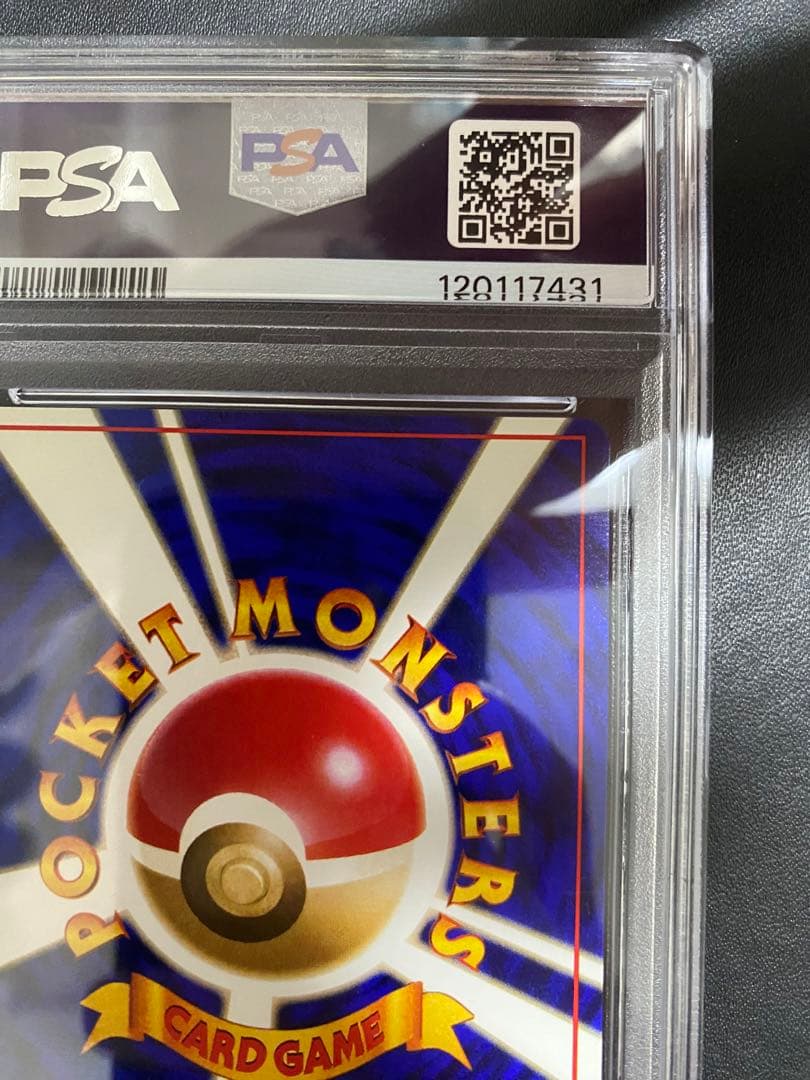 PSA
PSA
120117431
POCKET MONSTERS
CARD GAME